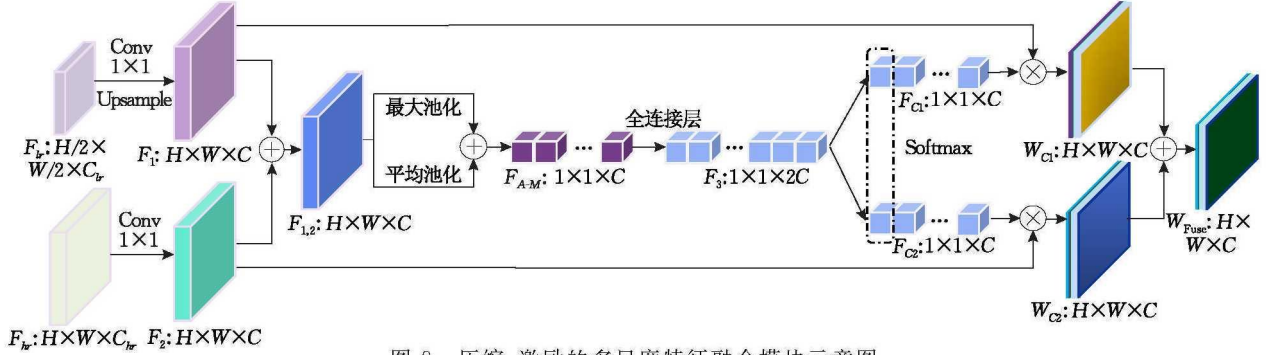 Conv
1×1
Upsample
F_lr: H/2×
W/2×C_lr
F_1: H×W×C
Conv
1×1
F_hr: H×W×C_hr
F_2: H×W×C
F_1,2: H×W×C
最大池化
平均池化
F_A-M: 1×1×C
全连接层
F_3: 1×1×2C
F_C1: 1×1×C
Softmax
F_C2: 1×1×C
W_C1: H×W×C
W_C2: H×W×C
W_Fuse: H×
W×C